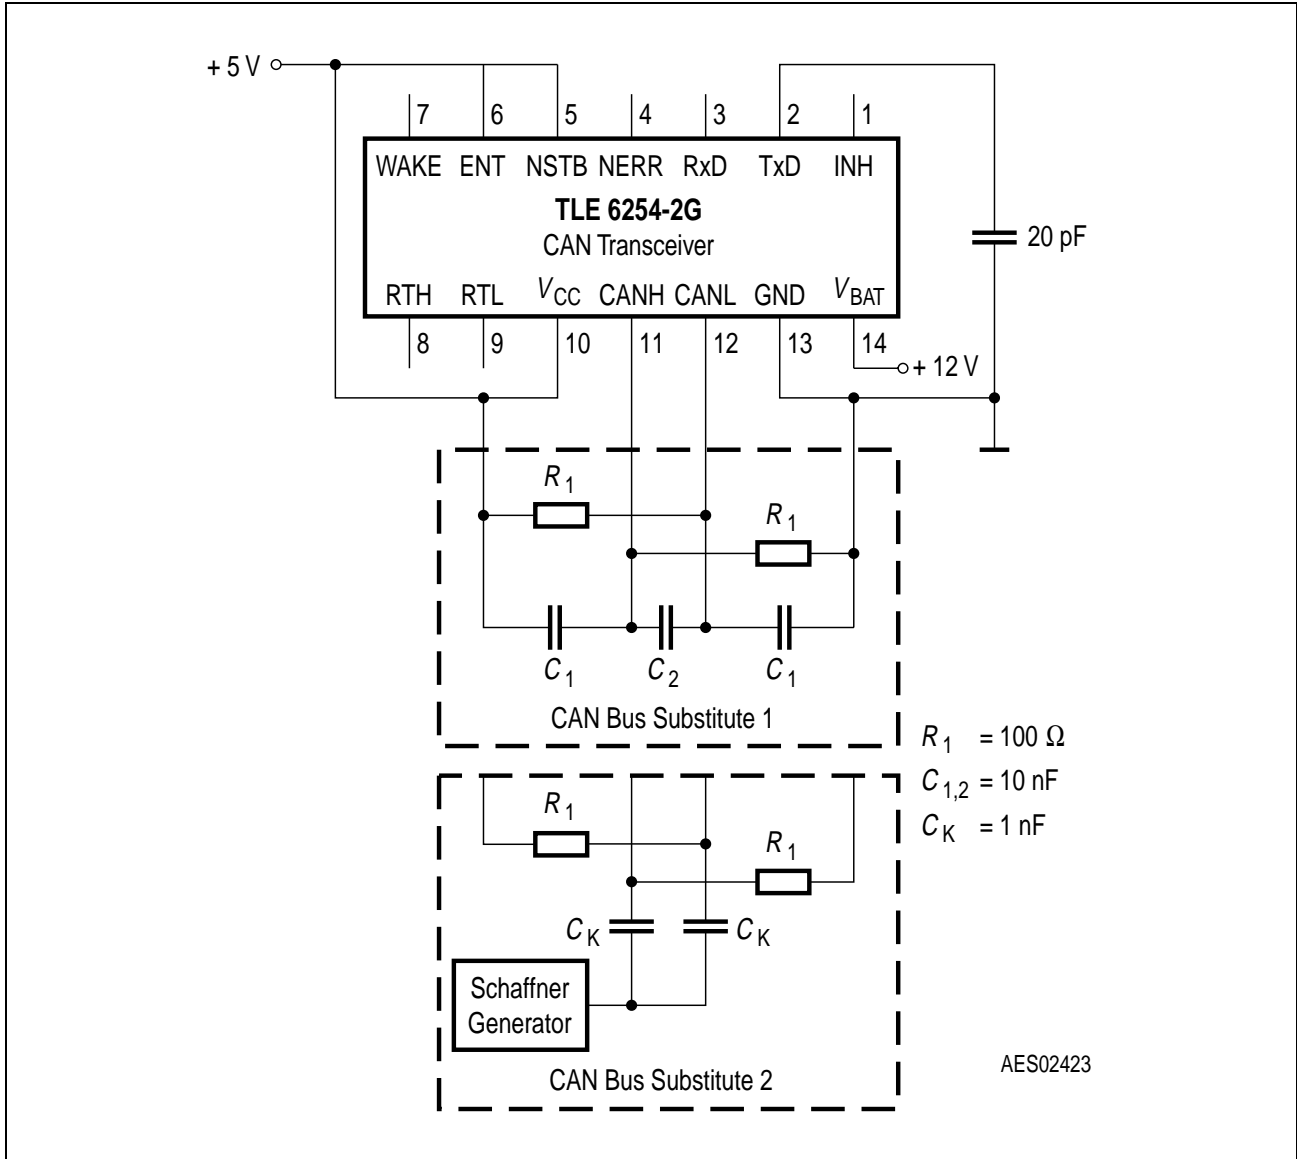 + 5 V
7 6 5 4 3 2 1
WAKE ENT NSTB NERR RxD TxD INH
TLE 6254-2G
CAN Transceiver
20 pF
RTH RTL VCC CANH CANL GND VBAT
8 9 10 11 12 13 14
+ 12 V
R1
R1
C1 C2 C1
CAN Bus Substitute 1
R1 = 100 Ω
C1,2 = 10 nF
CK = 1 nF
R1
R1
CK CK
Schaffner
Generator
CAN Bus Substitute 2
AES02423